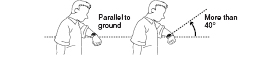 Parallel to
ground
More than
40°